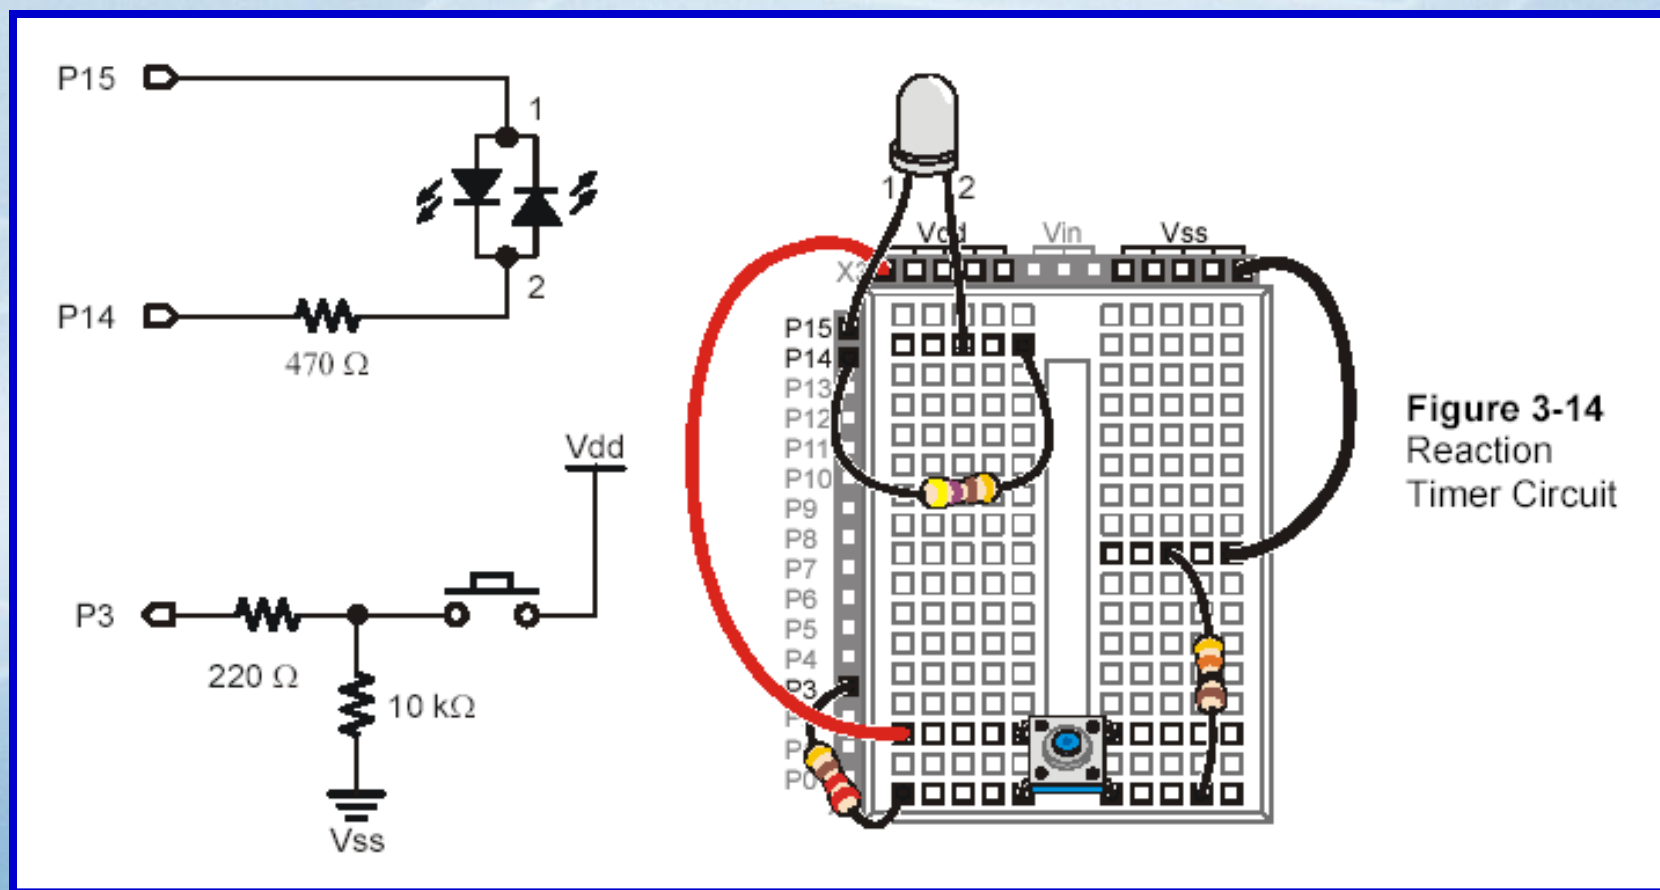 P15
1
2
P14
470 Ω
Vdd
P3
220 Ω
10 kΩ
Vss
1
2
Vdd
Vin
Vss
X3
P15
P14
P13
P12
P11
P10
P9
P8
P7
P6
P5
P4
P3
P0
Figure 3-14
Reaction
Timer Circuit